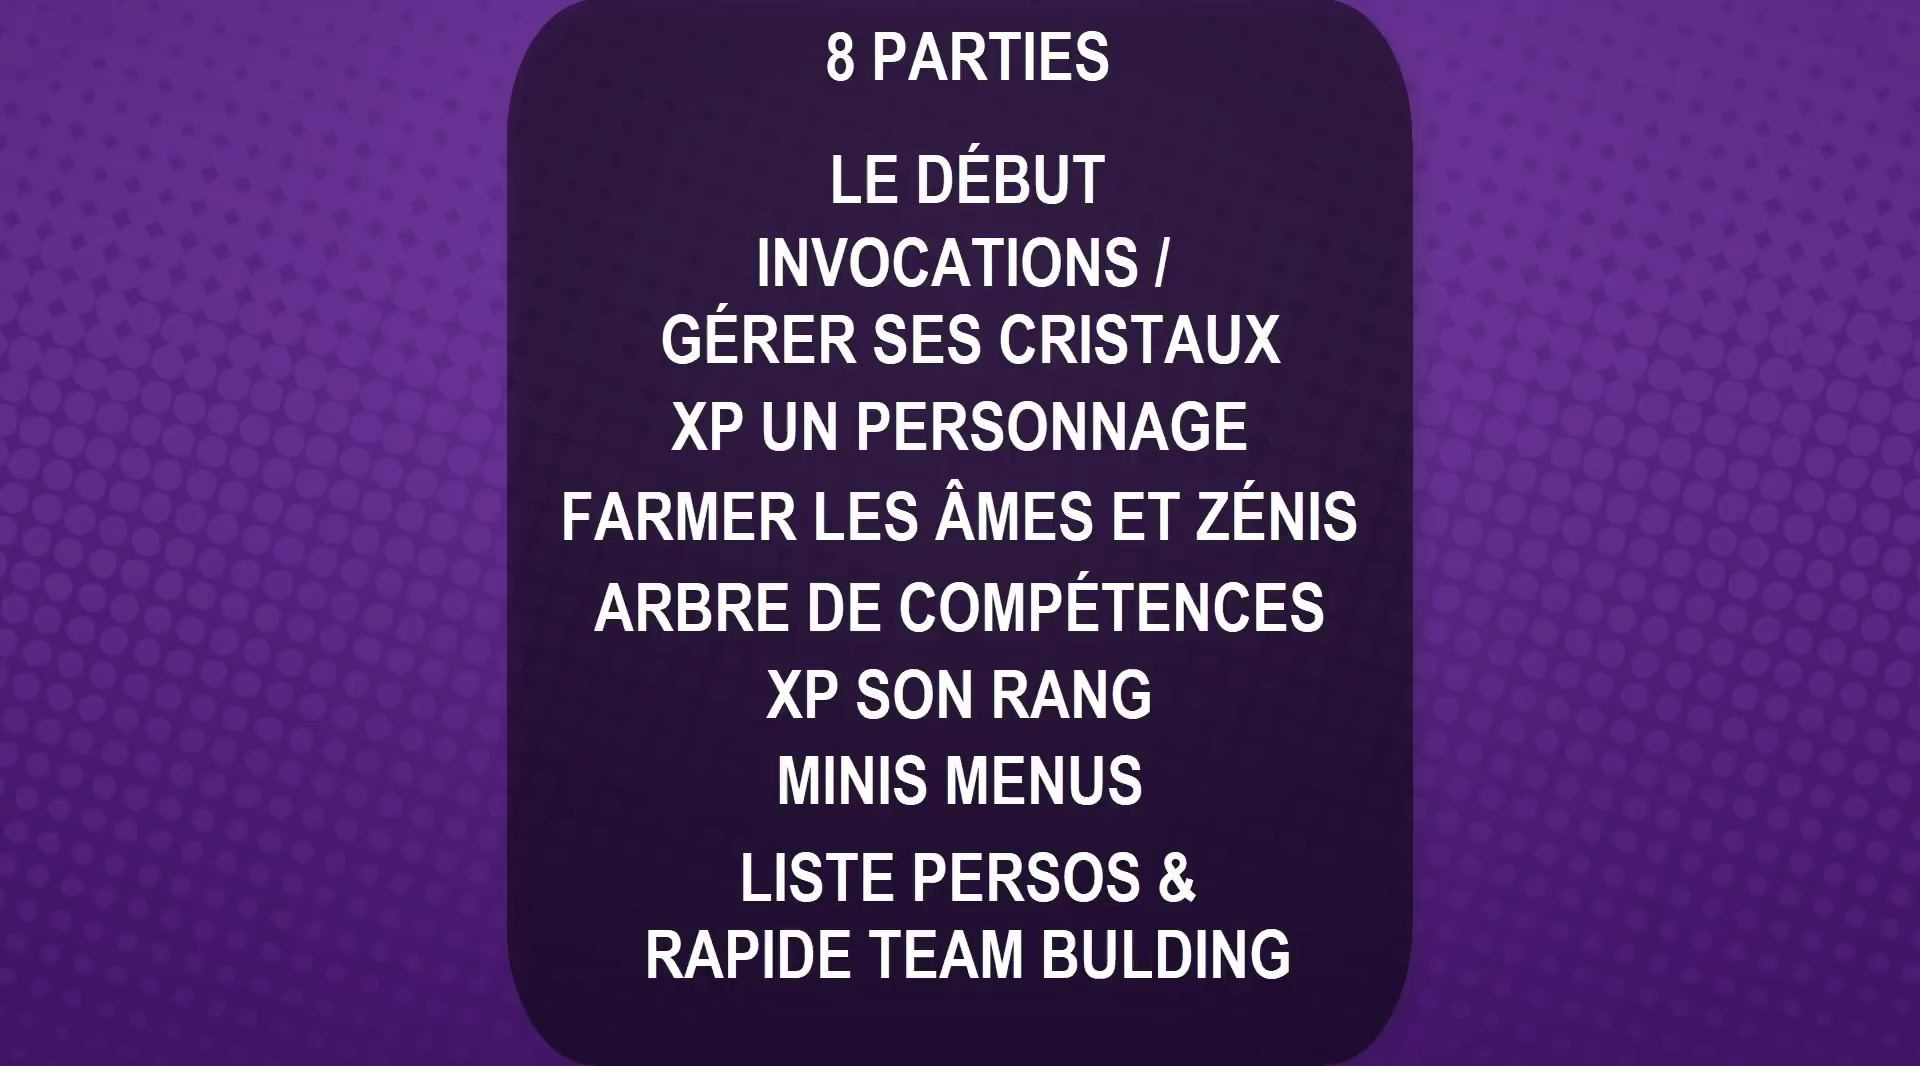 8 PARTIES
LE DÉBUT
INVOCATIONS /
GÉRER SES CRISTAUX
XP UN PERSONNAGE
FARMER LES ÂMES ET ZÉNIS
ARBRE DE COMPÉTENCES
XP SON RANG
MINIS MENUS
LISTE PERSOS &
RAPIDE TEAM BULDING